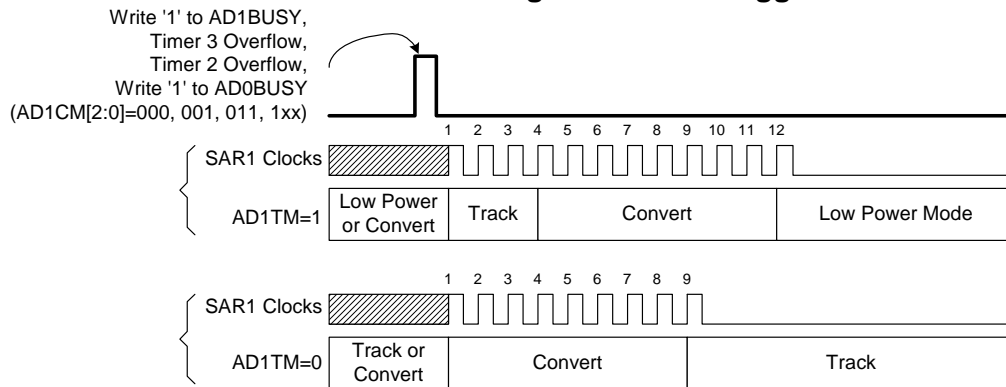 Write '1' to AD1BUSY,
Timer 3 Overflow,
Timer 2 Overflow,
Write '1' to AD0BUSY
(AD1CM[2:0]=000, 001, 011, 1xx)
1 2 3 4 5 6 7 8 9 10 11 12
SAR1 Clocks
AD1TM=1
Low Power
or Convert
Track
Convert
Low Power Mode
1 2 3 4 5 6 7 8 9
SAR1 Clocks
AD1TM=0
Track or
Convert
Convert
Track